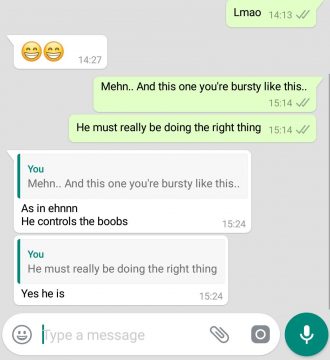 Lmao
14:13
😁😁
14:27
Mehn.. And this one you're bursty like this..
15:14
He must really be doing the right thing
15:14
You
Mehn.. And this one you're bursty like this..
As in ehnnn
He controls the boobs
15:24
You
He must really be doing the right thing
Yes he is
15:24
Type a message